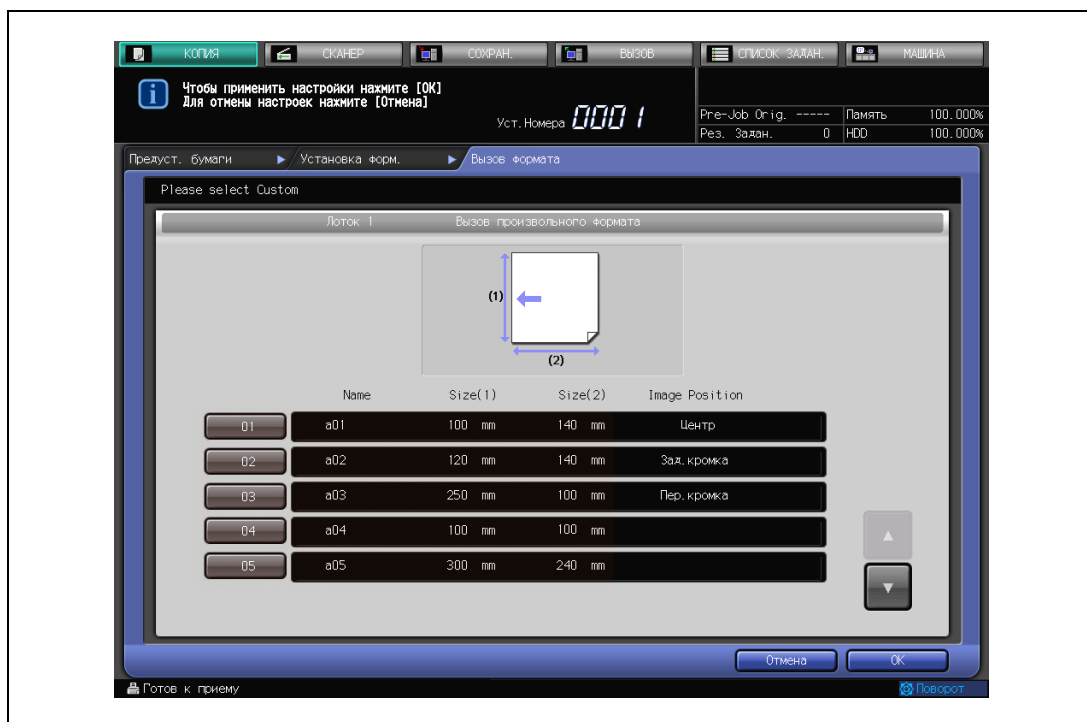 КОПИЯ СКАНЕР СОХРАН. ВЫЗОВ СПИСОК ЗАДАН. МАШИНА
Чтобы применить настройки нажмите [OK]
Для отмены настроек нажмите [Отмена]
Уст.Номера 0001
Pre-Job Orig. ----- Память 100.000%
Рез. Задан. 0 HDD 100.000%
Предуст. бумаги Установка форм. Вызов формата
Please select Custom
Лоток 1 Вызов произвольного формата
(1)
(2)
Name Size(1) Size(2) Image Position
01 a01 100 mm 140 mm Центр
02 a02 120 mm 140 mm Зад.кромка
03 a03 250 mm 100 mm Пер.кромка
04 a04 100 mm 100 mm
05 a05 300 mm 240 mm
Отмена OK
Готов к приему Поворот